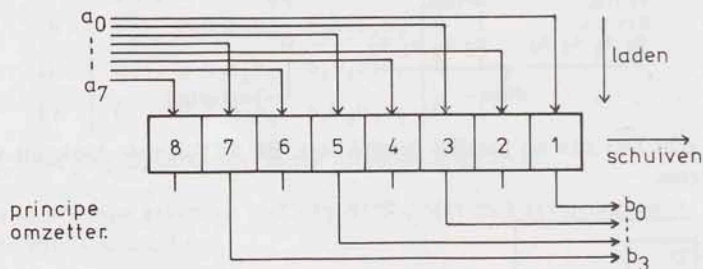 a0
a7
laden
8 7 6 5 4 3 2 1
schuiven
principe
omzetter.
b0
b3